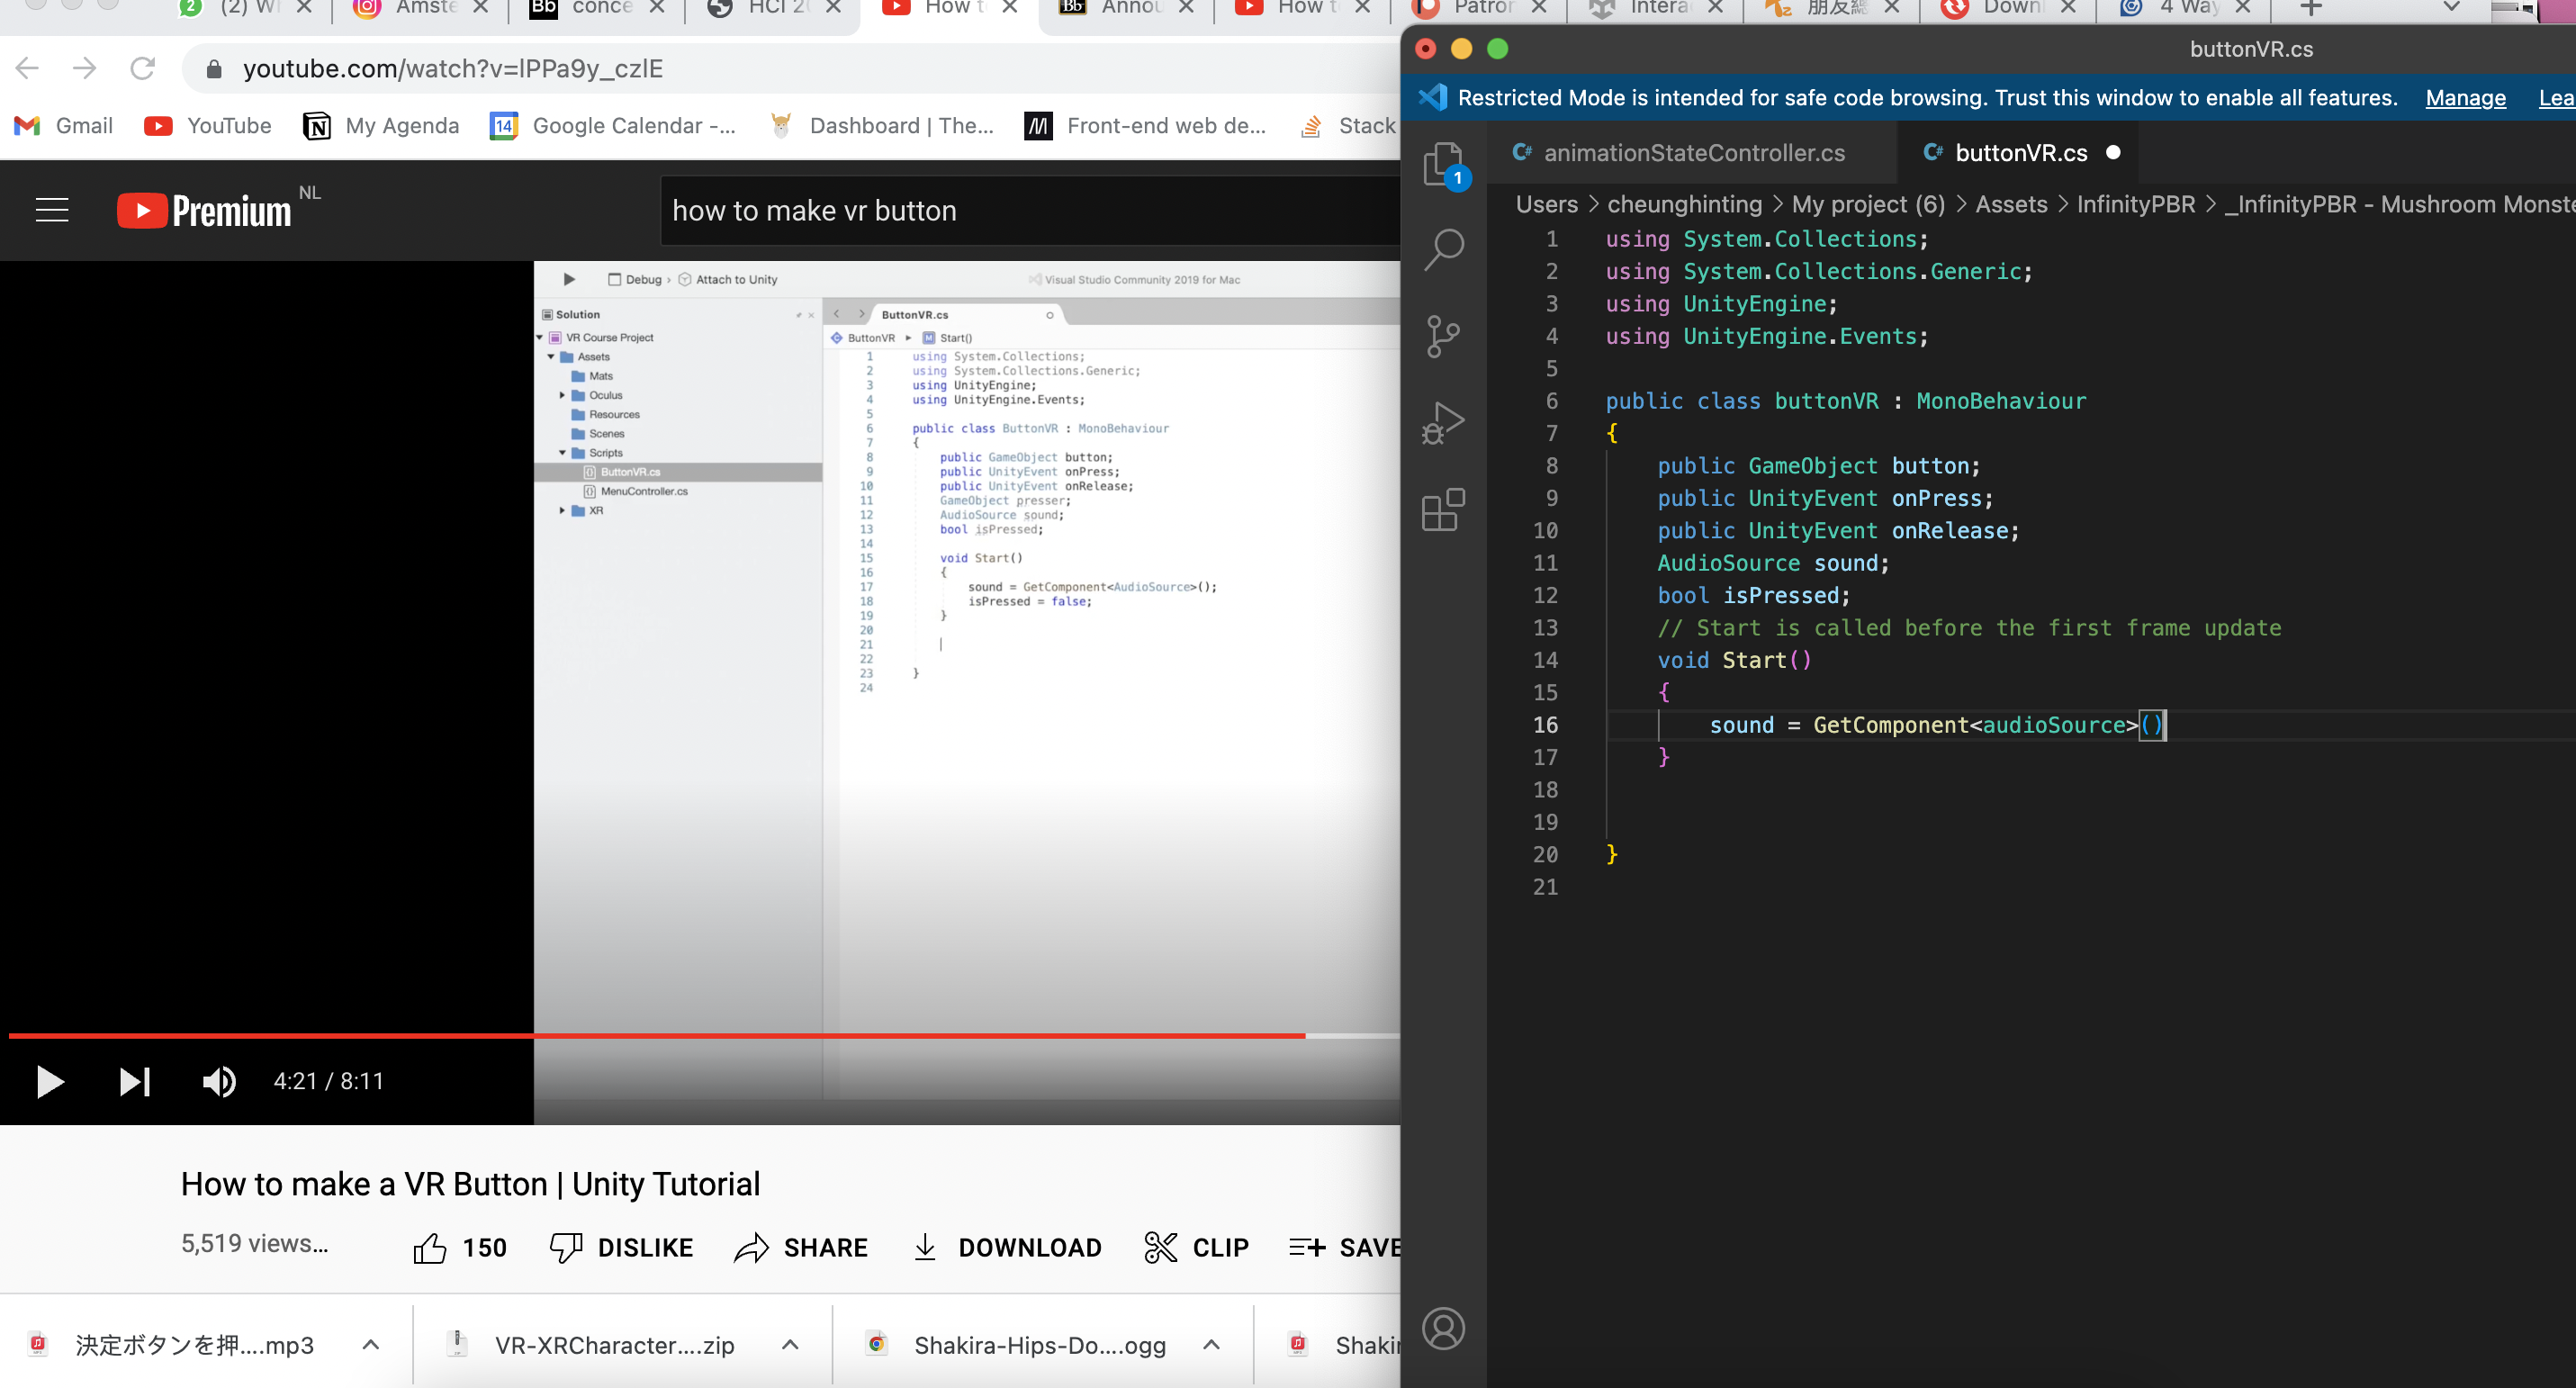 2 (2) W
Amste
Bb conce
HCI 2
How t
Bb Annou
How t
Patro
Intera
朋友
Downl
4 Way
youtube.com/watch?v=lPPa9y_czlE
Gmail
YouTube
My Agenda
14 Google Calendar -...
Dashboard | The...
Front-end web de...
Stack
Premium NL
how to make vr button
Debug › Attach to Unity
Visual Studio Community 2019 for Mac
Solution
VR Course Project
Assets
Mats
Oculus
Resources
Scenes
Scripts
ButtonVR.cs
MenuController.cs
XR
ButtonVR.cs
ButtonVR ▸ M Start()
1 using System.Collections;
2 using System.Collections.Generic;
3 using UnityEngine;
4 using UnityEngine.Events;
5
6 public class ButtonVR : MonoBehaviour
7 {
8 public GameObject button;
9 public UnityEvent onPress;
10 public UnityEvent onRelease;
11 GameObject presser;
12 AudioSource sound;
13 bool isPressed;
14
15 void Start()
16 {
17 sound = GetComponent<AudioSource>();
18 isPressed = false;
19 }
20
21
22
23 }
24
4:21 / 8:11
How to make a VR Button | Unity Tutorial
5,519 views...
150
DISLIKE
SHARE
DOWNLOAD
CLIP
SAVE
決定ボタンを押....mp3
VR-XRCharacter....zip
Shakira-Hips-Do....ogg
Shakir
buttonVR.cs
Restricted Mode is intended for safe code browsing. Trust this window to enable all features. Manage Lea
1
C# animationStateController.cs
C# buttonVR.cs
Users > cheunghinting > My project (6) > Assets > InfinityPBR > _InfinityPBR - Mushroom Monste
1 using System.Collections;
2 using System.Collections.Generic;
3 using UnityEngine;
4 using UnityEngine.Events;
5
6 public class buttonVR : MonoBehaviour
7 {
8 public GameObject button;
9 public UnityEvent onPress;
10 public UnityEvent onRelease;
11 AudioSource sound;
12 bool isPressed;
13 // Start is called before the first frame update
14 void Start()
15 {
16 sound = GetComponent<audioSource>()
17 }
18
19
20 }
21